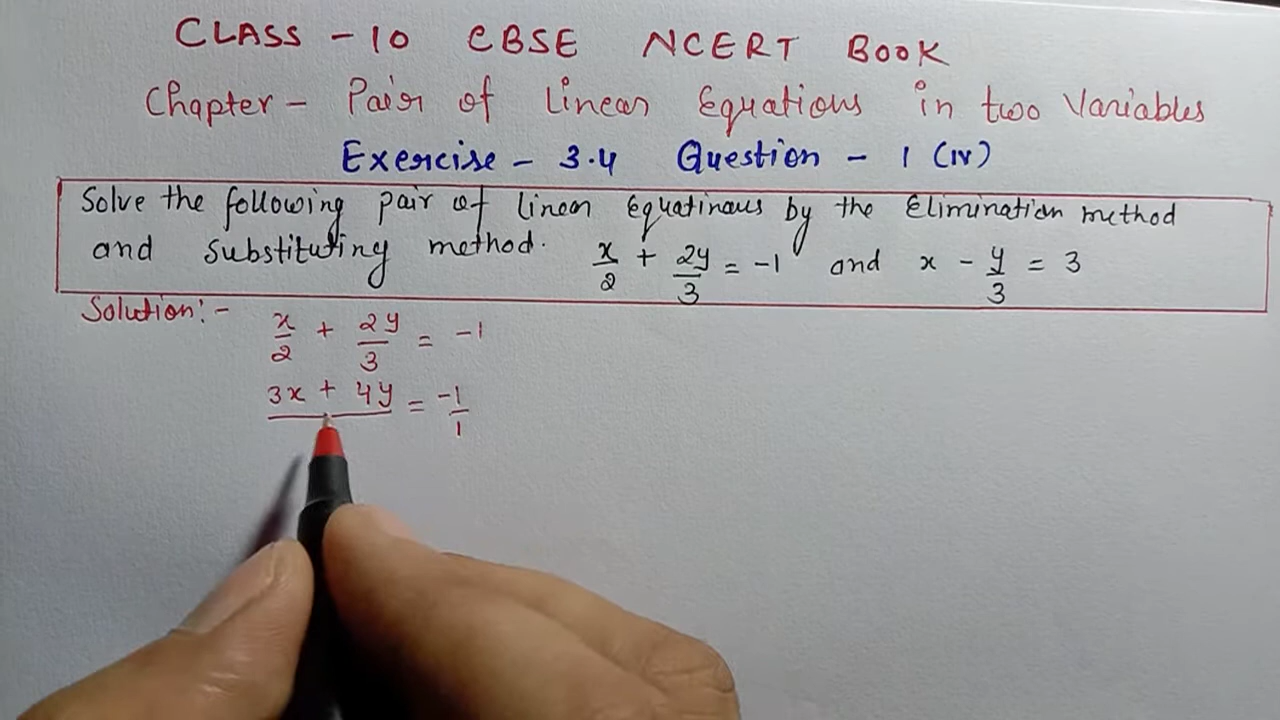 CLASS - 10 CBSE NCERT BOOK
Chapter - Pair of Linear Equations in two Variables
Exercise - 3.4 Question - 1 (iv)
Solve the following pair of linear Equatinous by the Elimination method
and substituting method. x/2 + 2y/3 = -1 and x - y/3 = 3
Solution:- x/2 + 2y/3 = -1
3x + 4y = -1/1